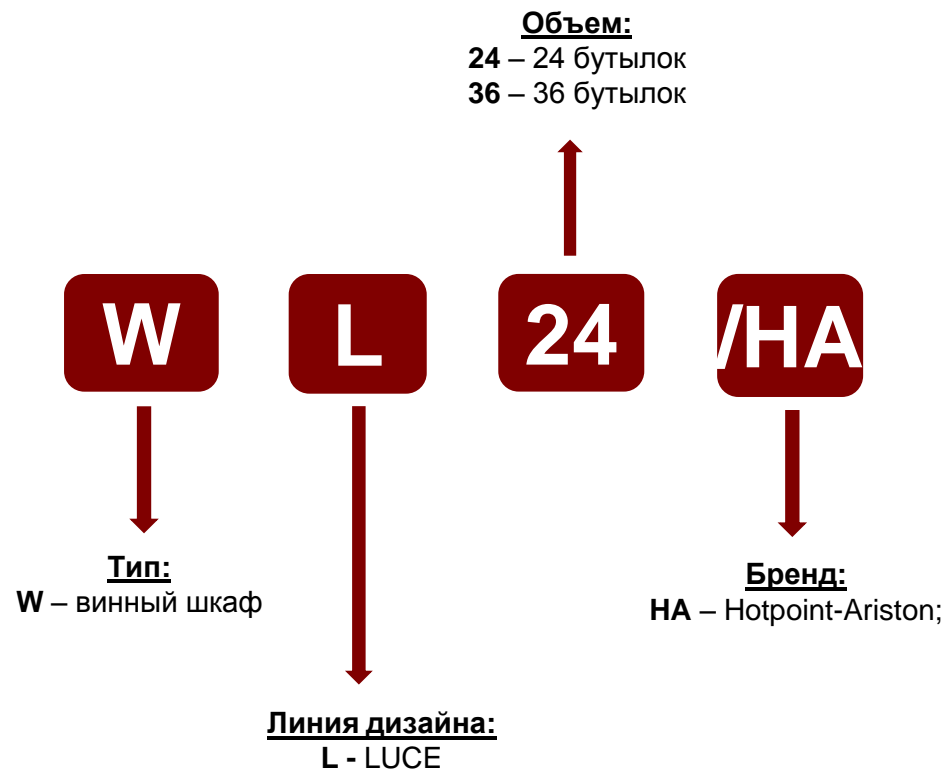 Объем:
24 – 24 бутылок
36 – 36 бутылок
W L 24 /HA
Тип:
W – винный шкаф
Бренд:
HA – Hotpoint-Ariston;
Линия дизайна:
L - LUCE